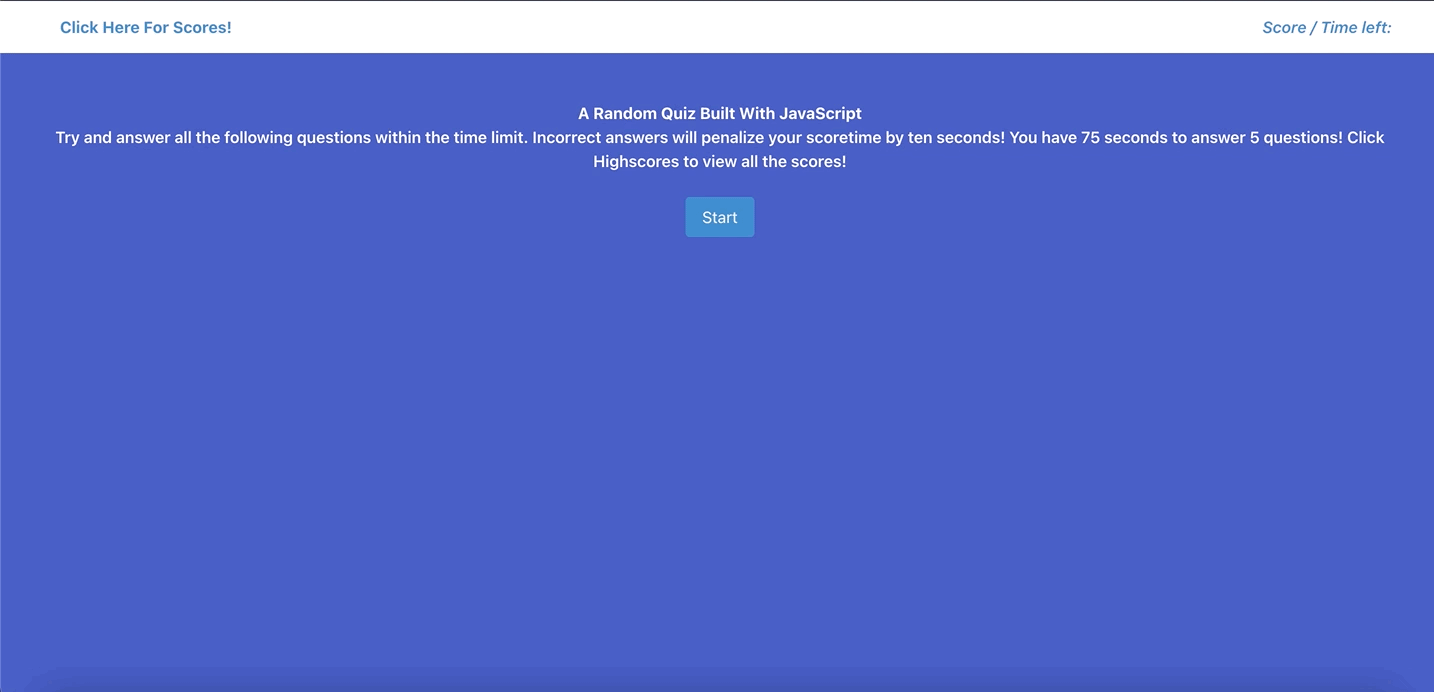 Click Here For Scores!
Score / Time left:
A Random Quiz Built With JavaScript
Try and answer all the following questions within the time limit. Incorrect answers will penalize your scoretime by ten seconds! You have 75 seconds to answer 5 questions! Click
Highscores to view all the scores!
Start